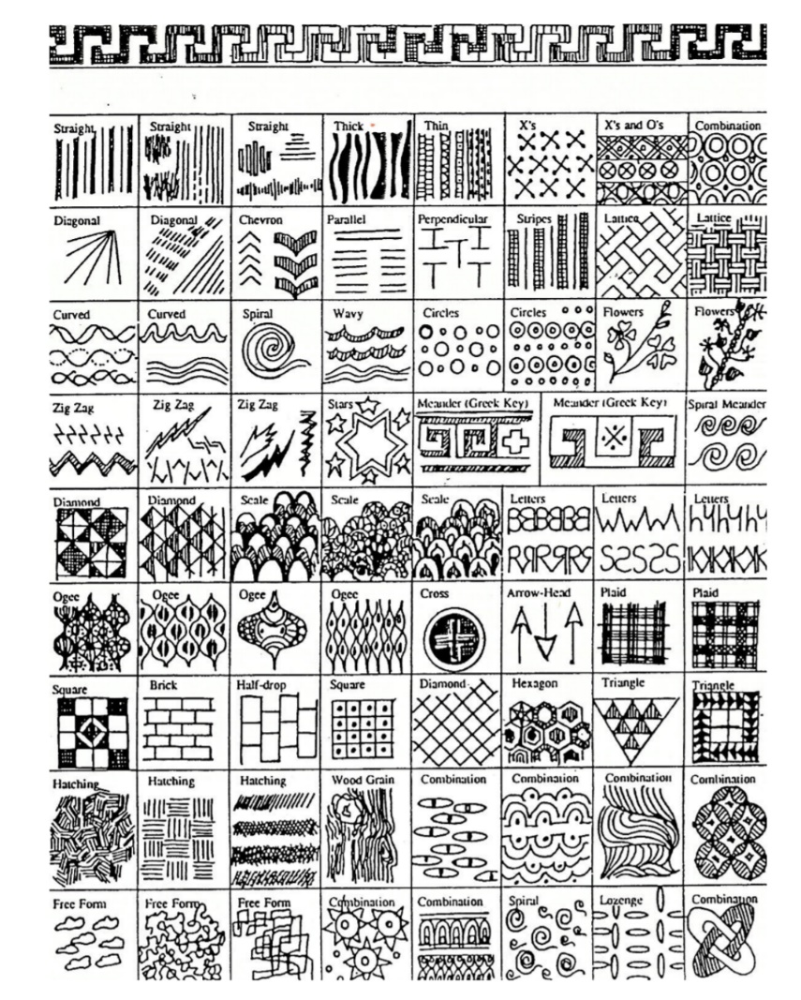 Straight Straight Straight Thick Thin X's X's and O's Combination
Diagonal Diagonal Chevron Parallel Perpendicular Stripes Lattice Lattice
Curved Curved Spiral Wavy Circles Circles Flowers Flowers
Zig Zag Zig Zag Zig Zag Stars Meander (Greek Key) Meander (Greek Key) Spiral Meander
Diamond Diamond Scale Scale Scale Letters Letters Letters
BBBBBB
RRRRRR
SSSSS
Ogee Ogee Ogee Ogee Cross Arrow-Head Plaid Plaid
Square Brick Half-drop Square Diamond Hexagon Triangle Triangle
Hatching Hatching Hatching Wood Grain Combination Combination Combination Combination
Free Form Free Form Free Form Combination Combination Spiral Lozenge Combination